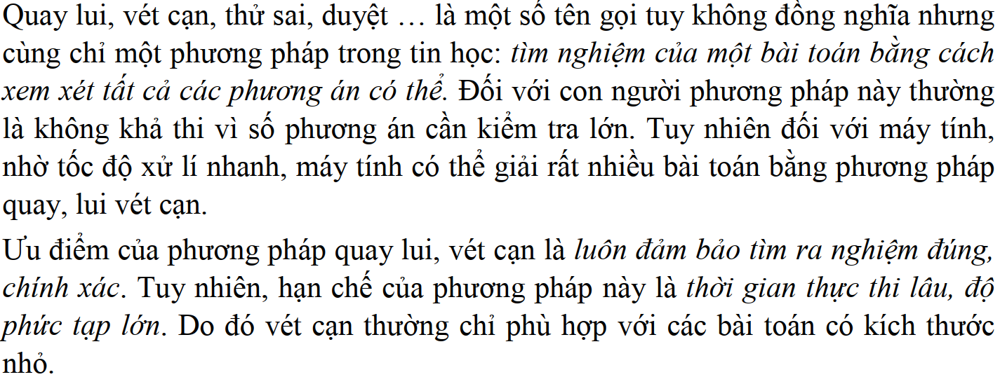 Quay lui, vét cạn, thử sai, duyệt … là một số tên gọi tuy không đồng nghĩa nhưng
cùng chỉ một phương pháp trong tin học: tìm nghiệm của một bài toán bằng cách
xem xét tất cả các phương án có thể. Đối với con người phương pháp này thường
là không khả thi vì số phương án cần kiểm tra lớn. Tuy nhiên đối với máy tính,
nhờ tốc độ xử lí nhanh, máy tính có thể giải rất nhiều bài toán bằng phương pháp
quay, lui vét cạn.
Ưu điểm của phương pháp quay lui, vét cạn là luôn đảm bảo tìm ra nghiệm đúng,
chính xác. Tuy nhiên, hạn chế của phương pháp này là thời gian thực thi lâu, độ
phức tạp lớn. Do đó vét cạn thường chỉ phù hợp với các bài toán có kích thước
nhỏ.